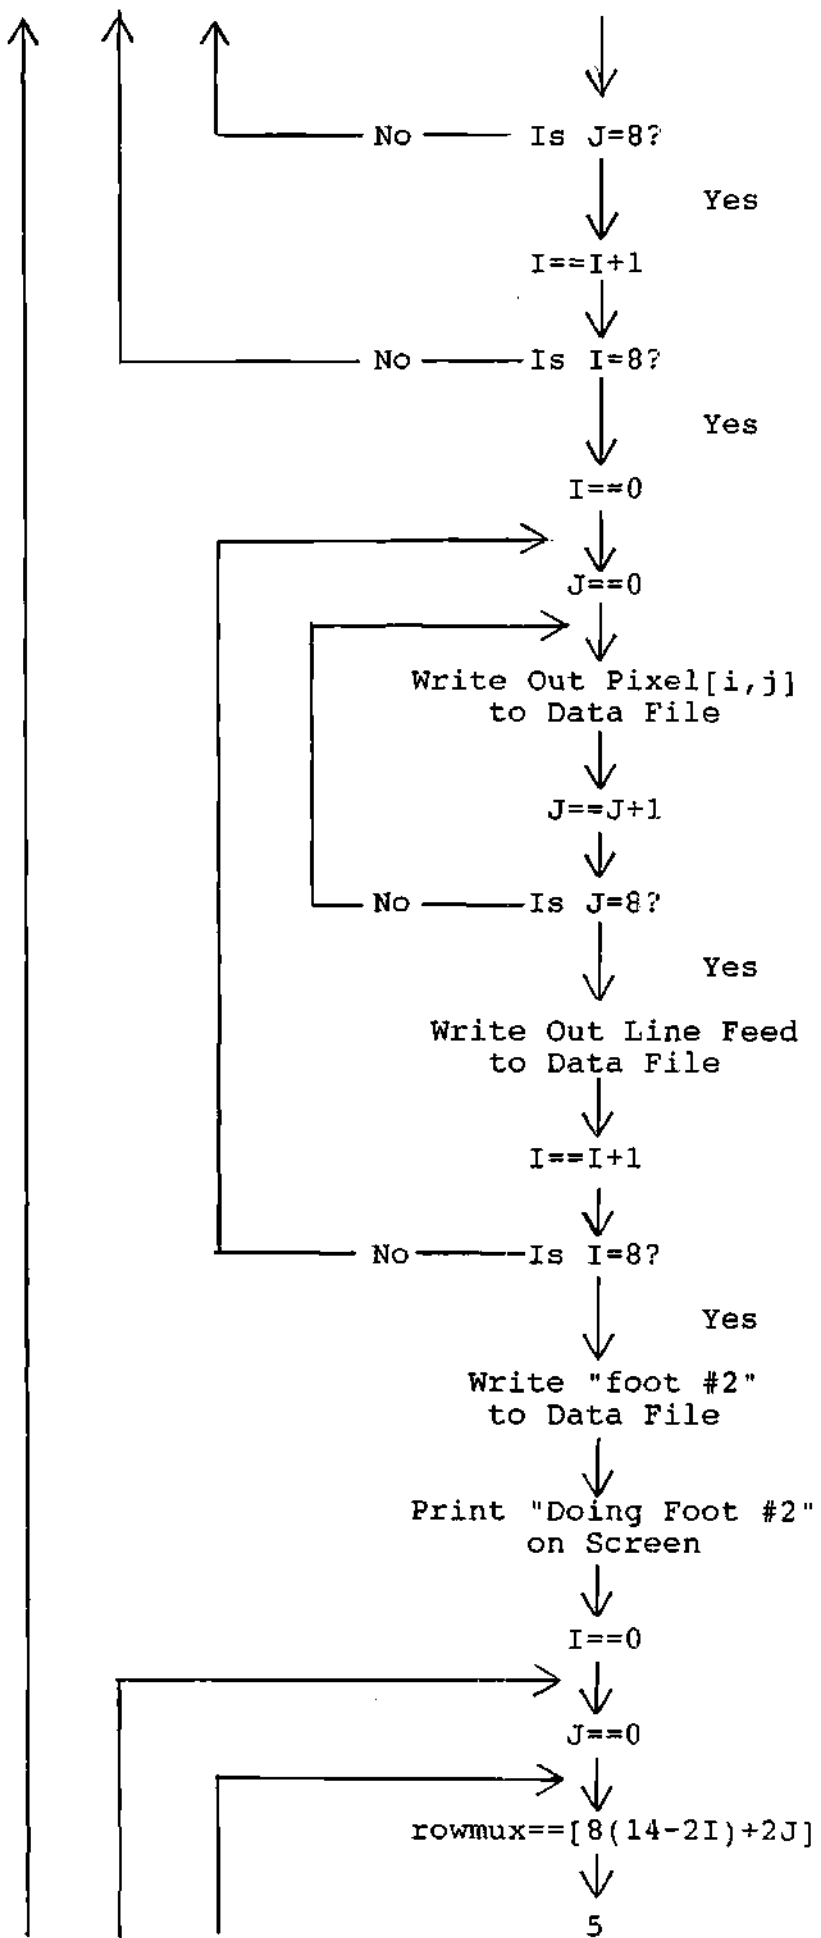 No Is J=8?
Yes
I==I+1
No Is I=8?
Yes
I==0
J==0
Write Out Pixel[i,j]
to Data File
J==J+1
No Is J=8?
Yes
Write Out Line Feed
to Data File
I==I+1
No Is I=8?
Yes
Write "foot #2"
to Data File
Print "Doing Foot #2"
on Screen
I==0
J==0
rowmux==[8(14-2I)+2J]
5